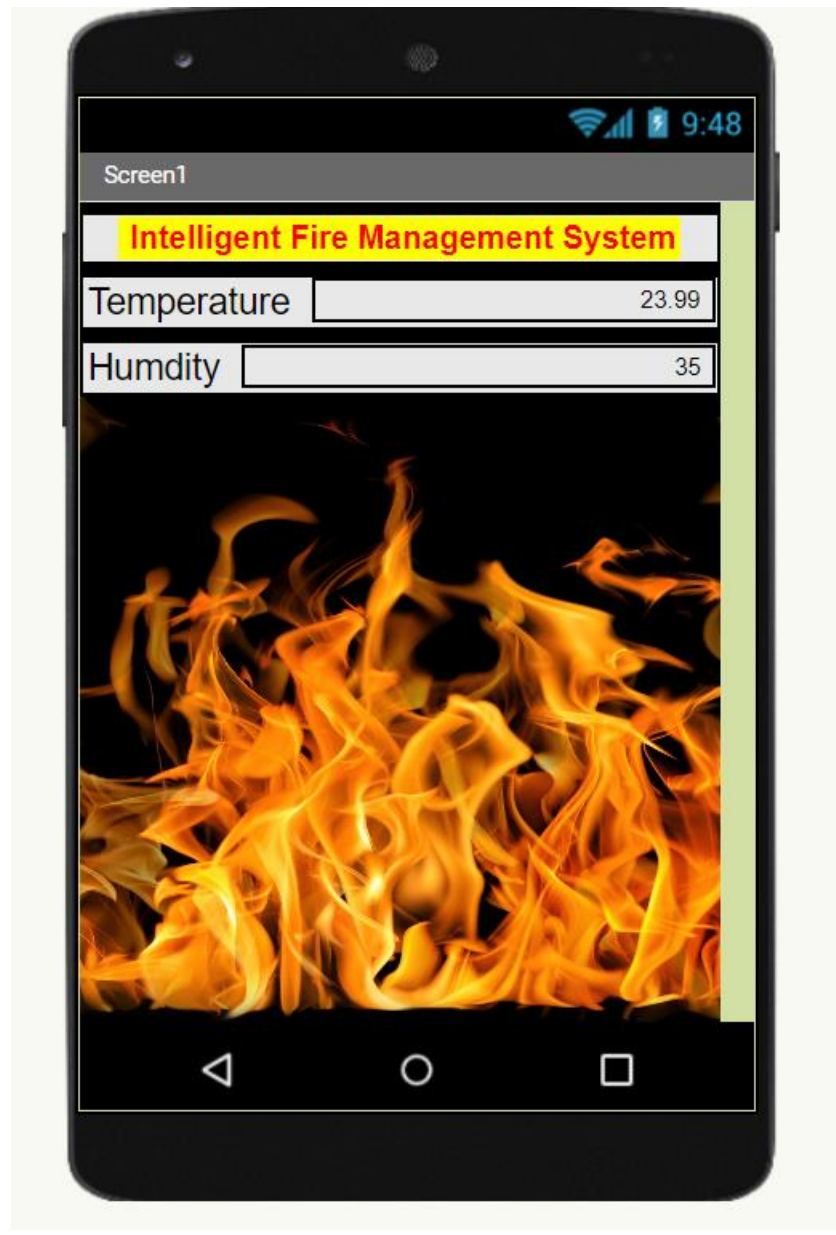 9:48
Screen1
Intelligent Fire Management System
Temperature 23.99
Humdity 35